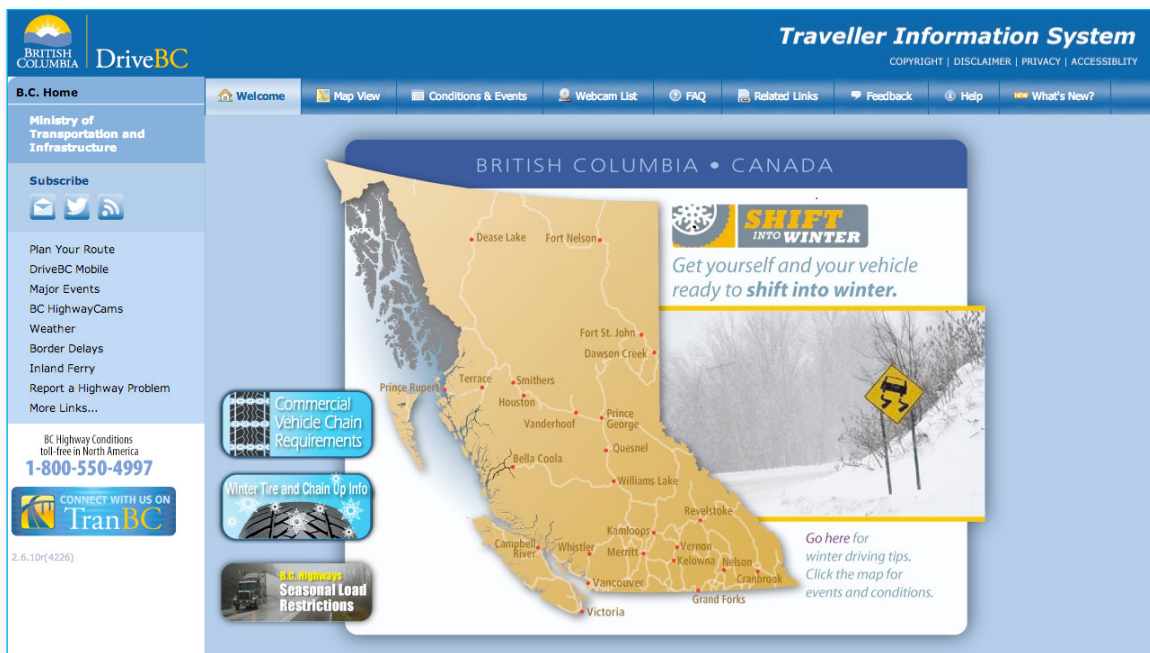 BRITISH
COLUMBIA
DriveBC
Traveller Information System
COPYRIGHT | DISCLAIMER | PRIVACY | ACCESSIBLITY
B.C. Home
Welcome
Map View
Conditions & Events
Webcam List
FAQ
Related Links
Feedback
Help
NEW What's New?
Ministry of
Transportation and
Infrastructure
Subscribe
Plan Your Route
DriveBC Mobile
Major Events
BC HighwayCams
Weather
Border Delays
Inland Ferry
Report a Highway Problem
More Links...
BC Highway Conditions
toll-free in North America
1-800-550-4997
CONNECT WITH US ON
TranBC
2.6.10r(4226)
BRITISH COLUMBIA • CANADA
SHIFT
INTO WINTER
Get yourself and your vehicle
ready to shift into winter.
Dease Lake
Fort Nelson
Fort St. John
Dawson Creek
Prince Rupert
Terrace
Smithers
Houston
Vanderhoof
Prince
George
Quesnel
Bella Coola
Williams Lake
Revelstoke
Kamloops
Campbell
River
Whistler
Merritt
Vernon
Kelowna
Nelson
Cranbrook
Vancouver
Grand Forks
Victoria
Commercial
Vehicle Chain
Requirements
Winter Tire and Chain Up Info
B.C. Highways
Seasonal Load
Restrictions
Go here for
winter driving tips.
Click the map for
events and conditions.